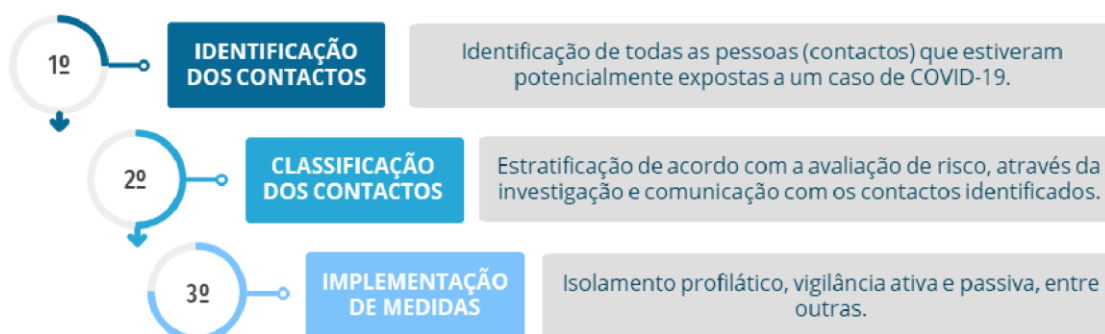 1º
IDENTIFICAÇÃO
DOS CONTACTOS
Identificação de todas as pessoas (contactos) que estiveram
potencialmente expostas a um caso de COVID-19.
2º
CLASSIFICAÇÃO
DOS CONTACTOS
Estratificação de acordo com a avaliação de risco, através da
investigação e comunicação com os contactos identificados.
3º
IMPLEMENTAÇÃO
DE MEDIDAS
Isolamento profilático, vigilância ativa e passiva, entre
outras.